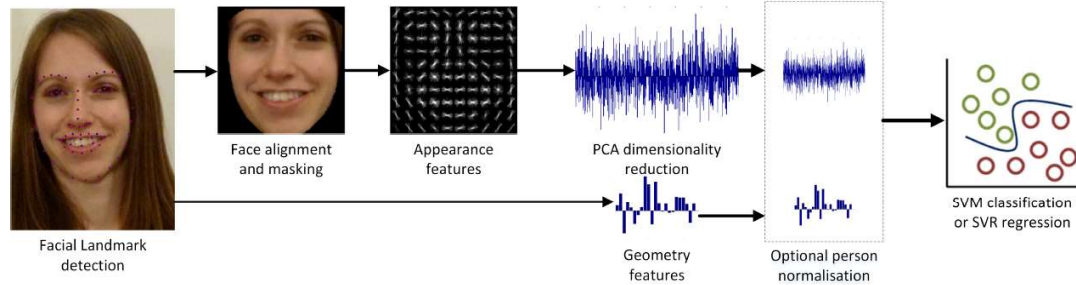 Facial Landmark
detection
Face alignment
and masking
Appearance
features
PCA dimensionality
reduction
Geometry
features
Optional person
normalisation
SVM classification
or SVR regression